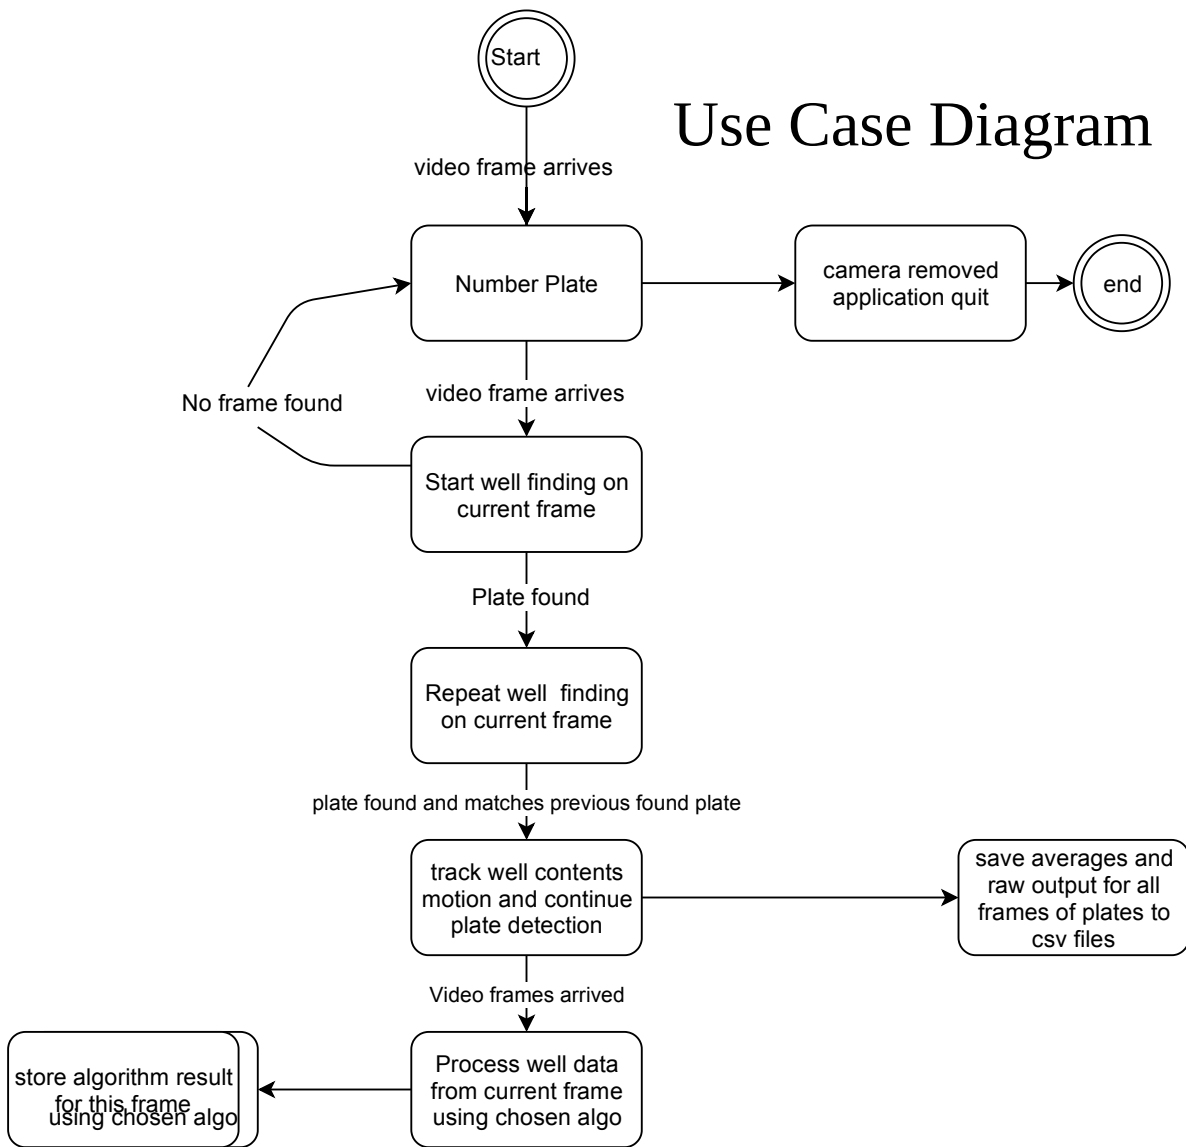 Start
Use Case Diagram
video frame arrives
Number Plate
camera removed
application quit
end
No frame found
video frame arrives
Start well finding on
current frame
Plate found
Repeat well  finding
on current frame
plate found and matches previous found plate
track well contents
motion and continue
plate detection
save averages and
raw output for all
frames of plates to
csv files
Video frames arrived
store algorithm result
for this frame
using chosen algo
Process well data
from current frame
using chosen algo